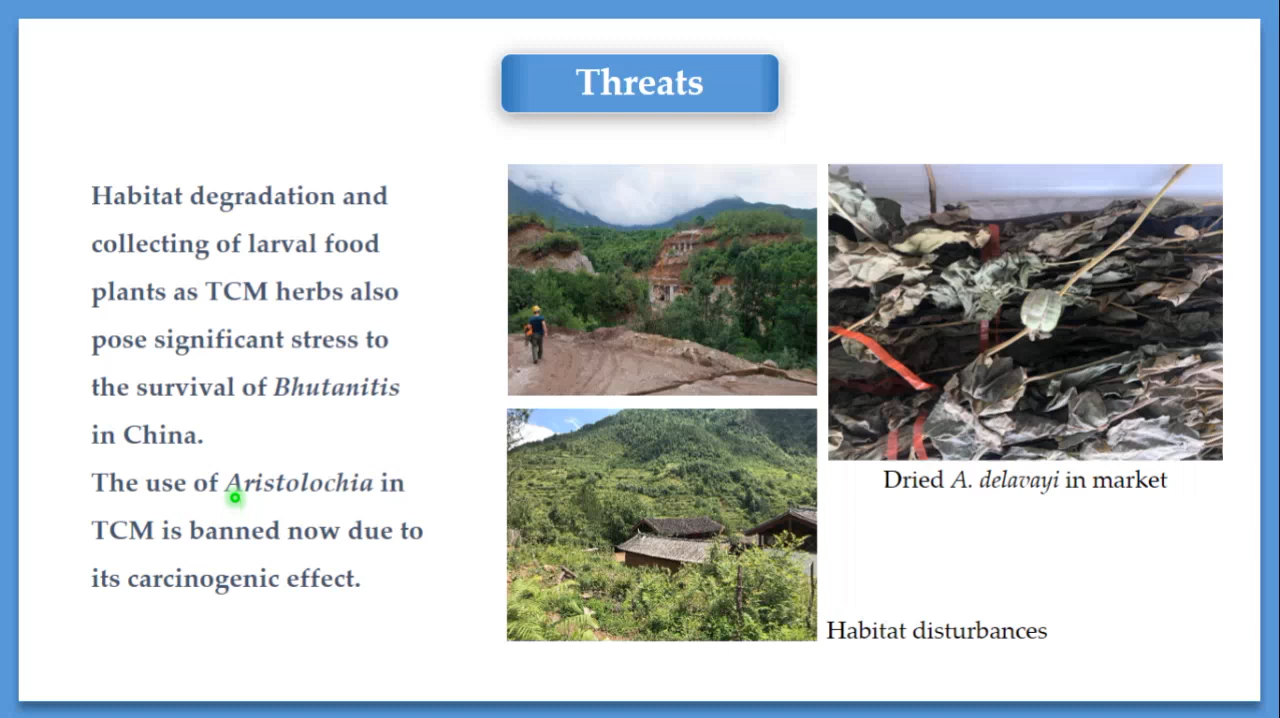 Threats
Habitat degradation and
collecting of larval food
plants as TCM herbs also
pose significant stress to
the survival of Bhutanitis
in China.
The use of Aristolochia in
TCM is banned now due to
its carcinogenic effect.
Dried A. delavayi in market
Habitat disturbances